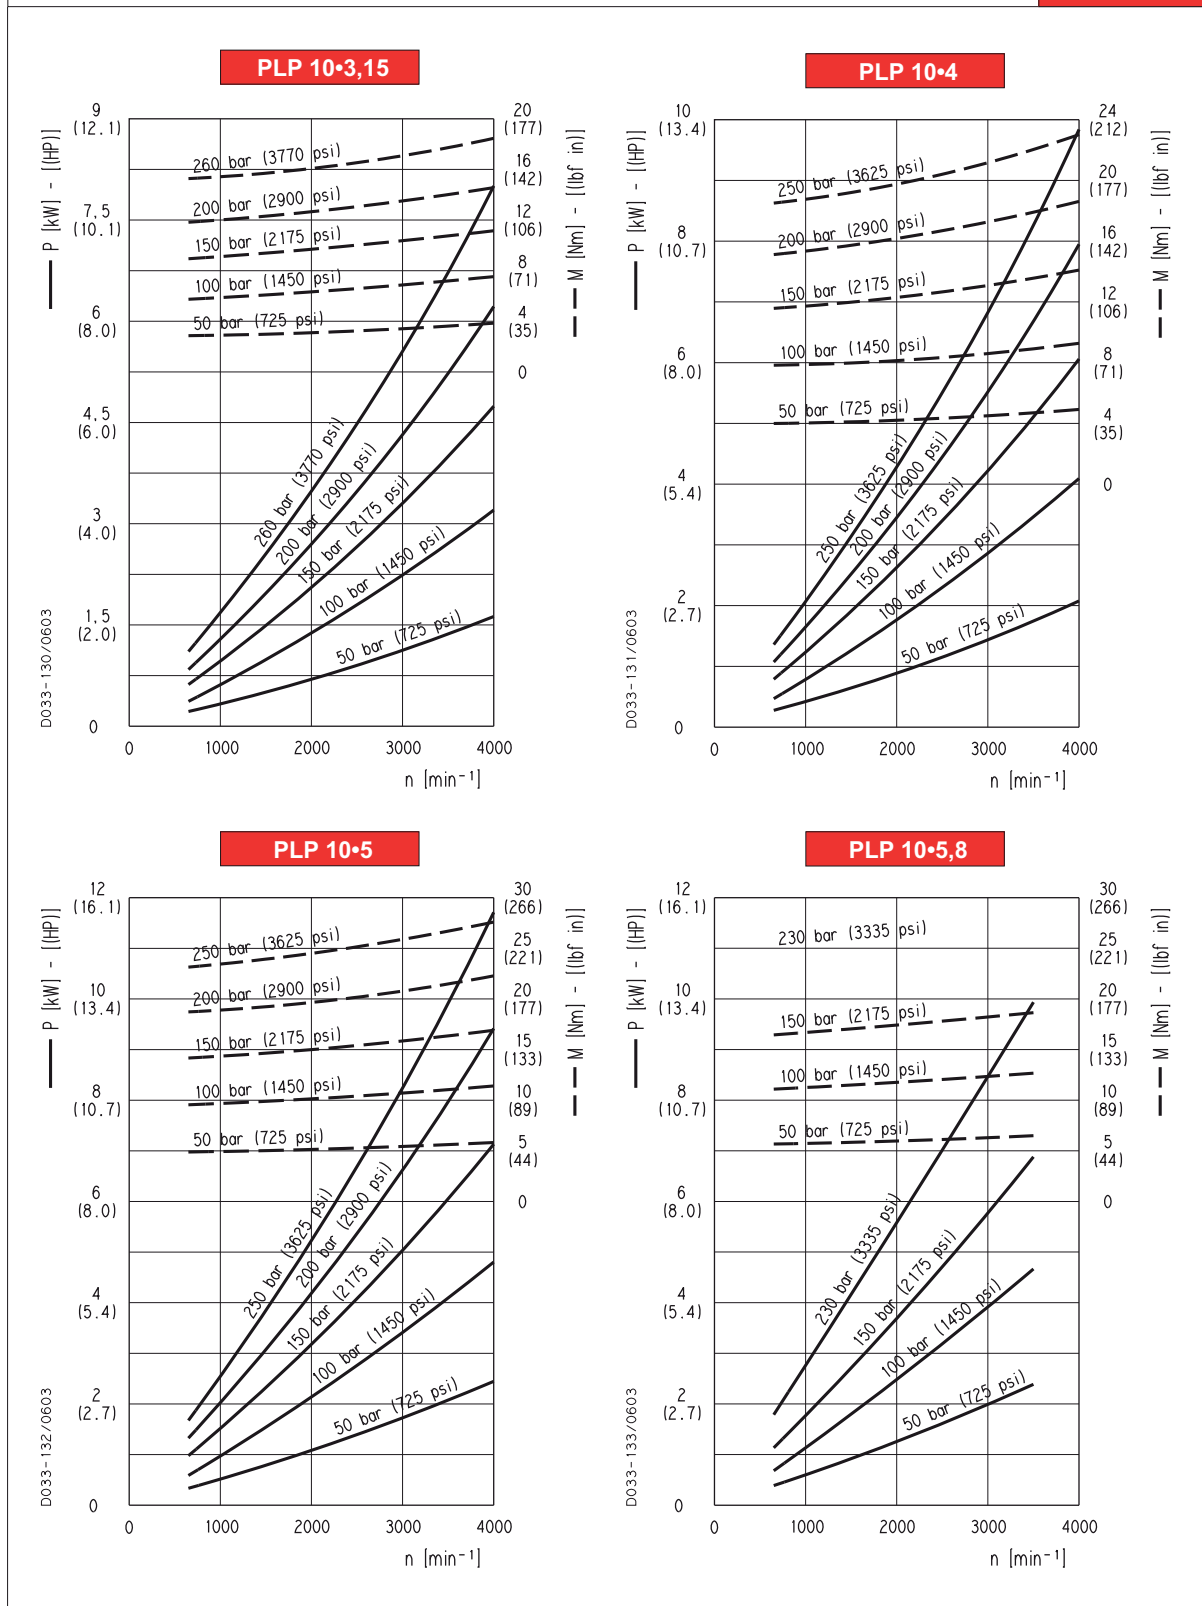 PLP 10•3,15
9
(12.1)
7.5
(10.1)
6
(8.0)
4.5
(6.0)
3
(4.0)
1.5
(2.0)
0
P [kW] - [(HP)]
20
(177)
16
(142)
12
(106)
8
(71)
4
(35)
0
M [Nm] - [(lbf in)]
260 bar (3770 psi)
200 bar (2900 psi)
150 bar (2175 psi)
100 bar (1450 psi)
50 bar (725 psi)
260 bar (3770 psi)
200 bar (2900 psi)
150 bar (2175 psi)
100 bar (1450 psi)
50 bar (725 psi)
D033-130/0603
0 1000 2000 3000 4000
n [min⁻¹]
PLP 10•4
10
(13.4)
8
(10.7)
6
(8.0)
4
(5.4)
2
(2.7)
0
P [kW] - [(HP)]
24
(212)
20
(177)
16
(142)
12
(106)
8
(71)
4
(35)
0
M [Nm] - [(lbf in)]
250 bar (3625 psi)
200 bar (2900 psi)
150 bar (2175 psi)
100 bar (1450 psi)
50 bar (725 psi)
250 bar (3625 psi)
200 bar (2900 psi)
150 bar (2175 psi)
100 bar (1450 psi)
50 bar (725 psi)
D033-131/0603
0 1000 2000 3000 4000
n [min⁻¹]
PLP 10•5
12
(16.1)
10
(13.4)
8
(10.7)
6
(8.0)
4
(5.4)
2
(2.7)
0
P [kW] - [(HP)]
30
(266)
25
(221)
20
(177)
15
(133)
10
(89)
5
(44)
0
M [Nm] - [(lbf in)]
250 bar (3625 psi)
200 bar (2900 psi)
150 bar (2175 psi)
100 bar (1450 psi)
50 bar (725 psi)
250 bar (3625 psi)
200 bar (2900 psi)
150 bar (2175 psi)
100 bar (1450 psi)
50 bar (725 psi)
D033-132/0603
0 1000 2000 3000 4000
n [min⁻¹]
PLP 10•5,8
12
(16.1)
10
(13.4)
8
(10.7)
6
(8.0)
4
(5.4)
2
(2.7)
0
P [kW] - [(HP)]
30
(266)
25
(221)
20
(177)
15
(133)
10
(89)
5
(44)
0
M [Nm] - [(lbf in)]
230 bar (3335 psi)
150 bar (2175 psi)
100 bar (1450 psi)
50 bar (725 psi)
230 bar (3335 psi)
150 bar (2175 psi)
100 bar (1450 psi)
50 bar (725 psi)
D033-133/0603
0 1000 2000 3000 4000
n [min⁻¹]